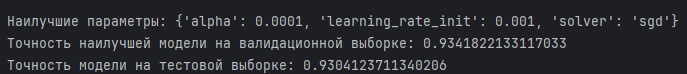 Наилучшие параметры: {'alpha': 0.0001, 'learning_rate_init': 0.001, 'solver': 'sgd'}
Точность наилучшей модели на валидационной выборке: 0.9341822133117033
Точность модели на тестовой выборке: 0.9304123711340206